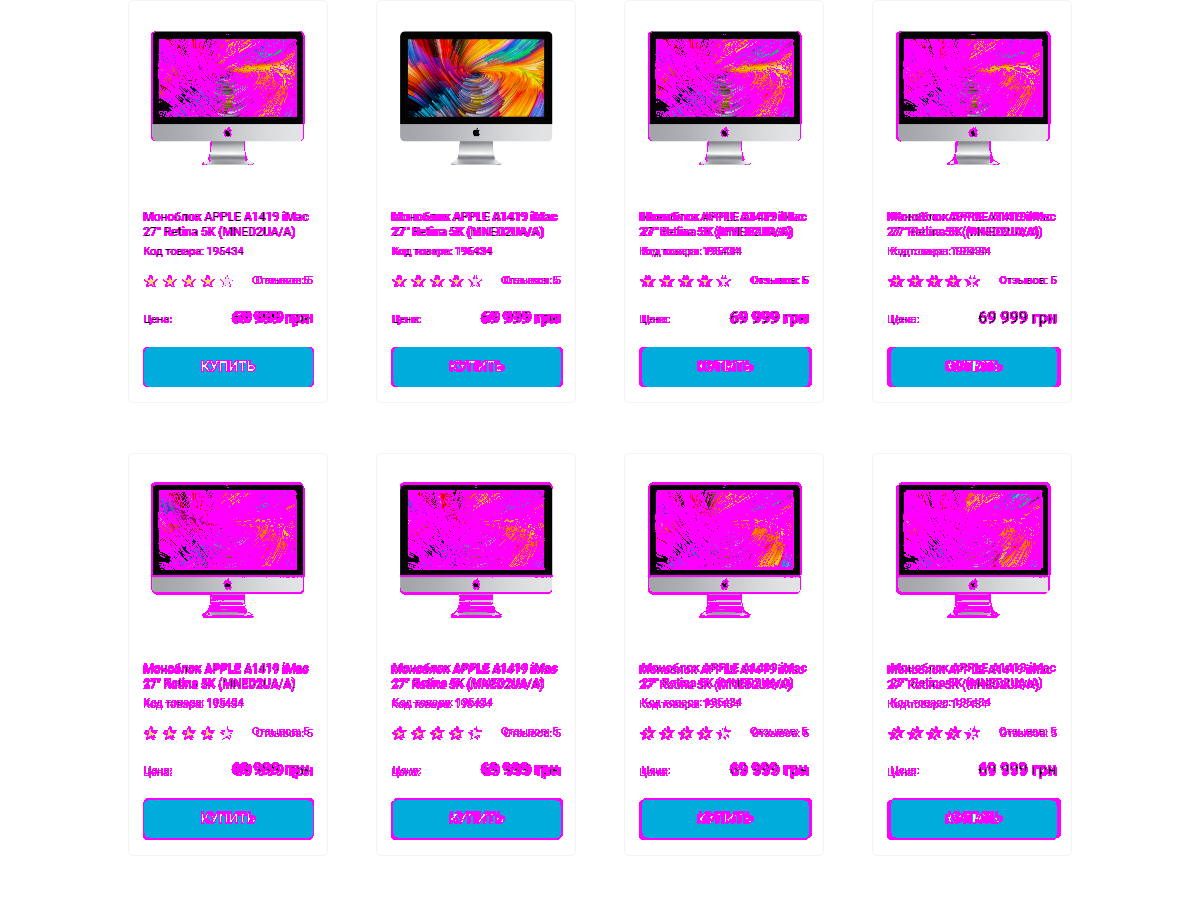 Моноблок APPLE A1419 iMac
27" Retina 5K (MNED2UA/A)
Код товара: 195434
Отзывов: 5
Цена:
69 999 грн
КУПИТЬ
Моноблок APPLE A1419 iMac
27" Retina 5K (MNED2UA/A)
Код товара: 195434
Отзывов: 5
Цена:
69 999 грн
КУПИТЬ
Моноблок APPLE A1419 iMac
27" Retina 5K (MNED2UA/A)
Код товара: 195434
Отзывов: 5
Цена:
69 999 грн
КУПИТЬ
Моноблок APPLE A1419 iMac
27" Retina 5K (MNED2UA/A)
Код товара: 195434
Отзывов: 5
Цена:
69 999 грн
КУПИТЬ
Моноблок APPLE A1419 iMac
27" Retina 5K (MNED2UA/A)
Код товара: 195434
Отзывов: 5
Цена:
69 999 грн
КУПИТЬ
Моноблок APPLE A1419 iMac
27" Retina 5K (MNED2UA/A)
Код товара: 195434
Отзывов: 5
Цена:
69 999 грн
КУПИТЬ
Моноблок APPLE A1419 iMac
27" Retina 5K (MNED2UA/A)
Код товара: 195434
Отзывов: 5
Цена:
69 999 грн
КУПИТЬ
Моноблок APPLE A1419 iMac
27" Retina 5K (MNED2UA/A)
Код товара: 195434
Отзывов: 5
Цена:
69 999 грн
КУПИТЬ